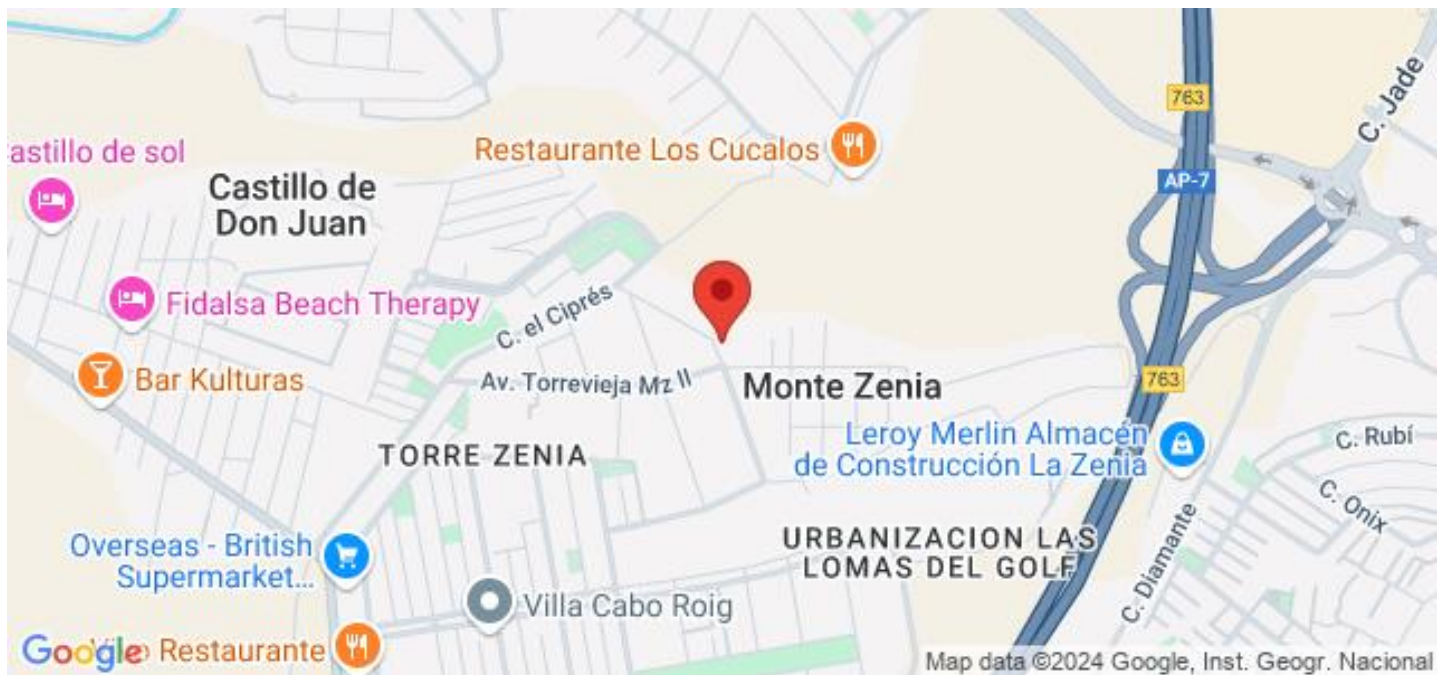 763
C. Jade
Restaurante Los Cucalos
astillo de sol
AP-7
Castillo de
Don Juan
Fidalsa Beach Therapy
C. el Ciprés
Bar Kulturas
Av. Torrevieja Mz II
Monte Zenia
763
Leroy Merlin Almacén
de Construcción La Zenia
C. Rubí
TORRE ZENIA
C. Onix
Overseas - British
Supermarket...
URBANIZACION LAS
LOMAS DEL GOLF
C. Diamante
Villa Cabo Roig
Google
Restaurante
Map data ©2024 Google, Inst. Geogr. Nacional